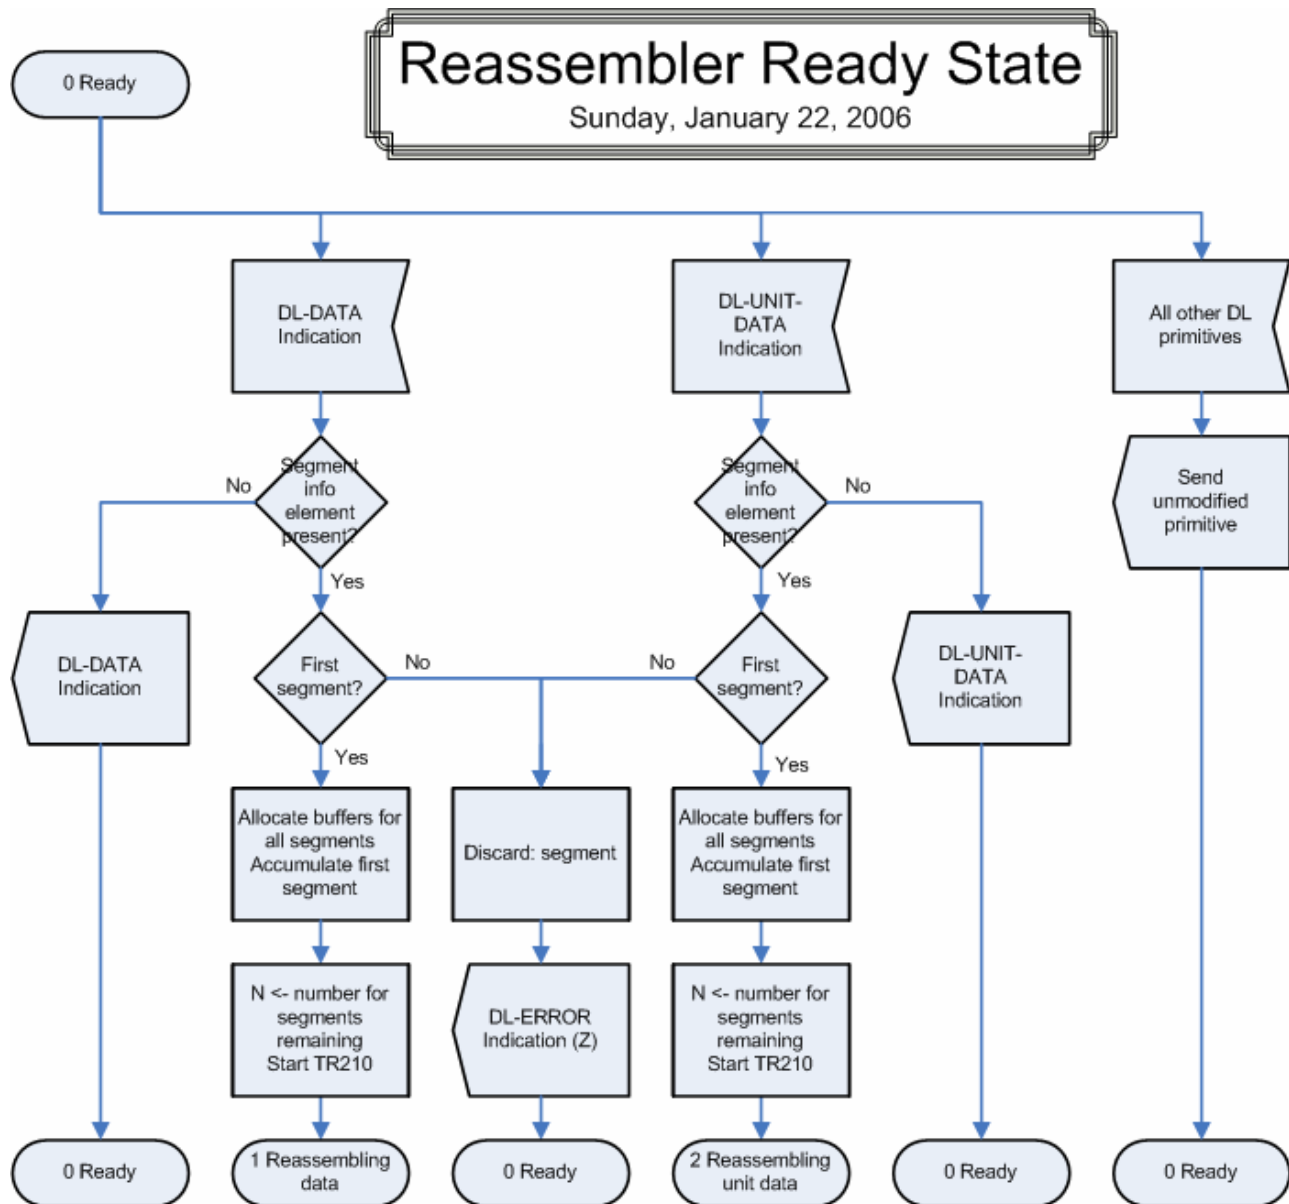 0 Ready
Reassembler Ready State
Sunday, January 22, 2006
DL-DATA
Indication
DL-UNIT-
DATA
Indication
All other DL
primitives
Segment
info
element
present?
No
Yes
Segment
info
element
present?
No
Yes
Send
unmodified
primitive
DL-DATA
Indication
First
segment?
No
Yes
No
First
segment?
Yes
DL-UNIT-
DATA
Indication
Allocate buffers for
all segments
Accumulate first
segment
Discard: segment
Allocate buffers for
all segments
Accumulate first
segment
N <- number for
segments
remaining
Start TR210
DL-ERROR
Indication (Z)
N <- number for
segments
remaining
Start TR210
0 Ready
1 Reassembling
data
0 Ready
2 Reassembling
unit data
0 Ready
0 Ready